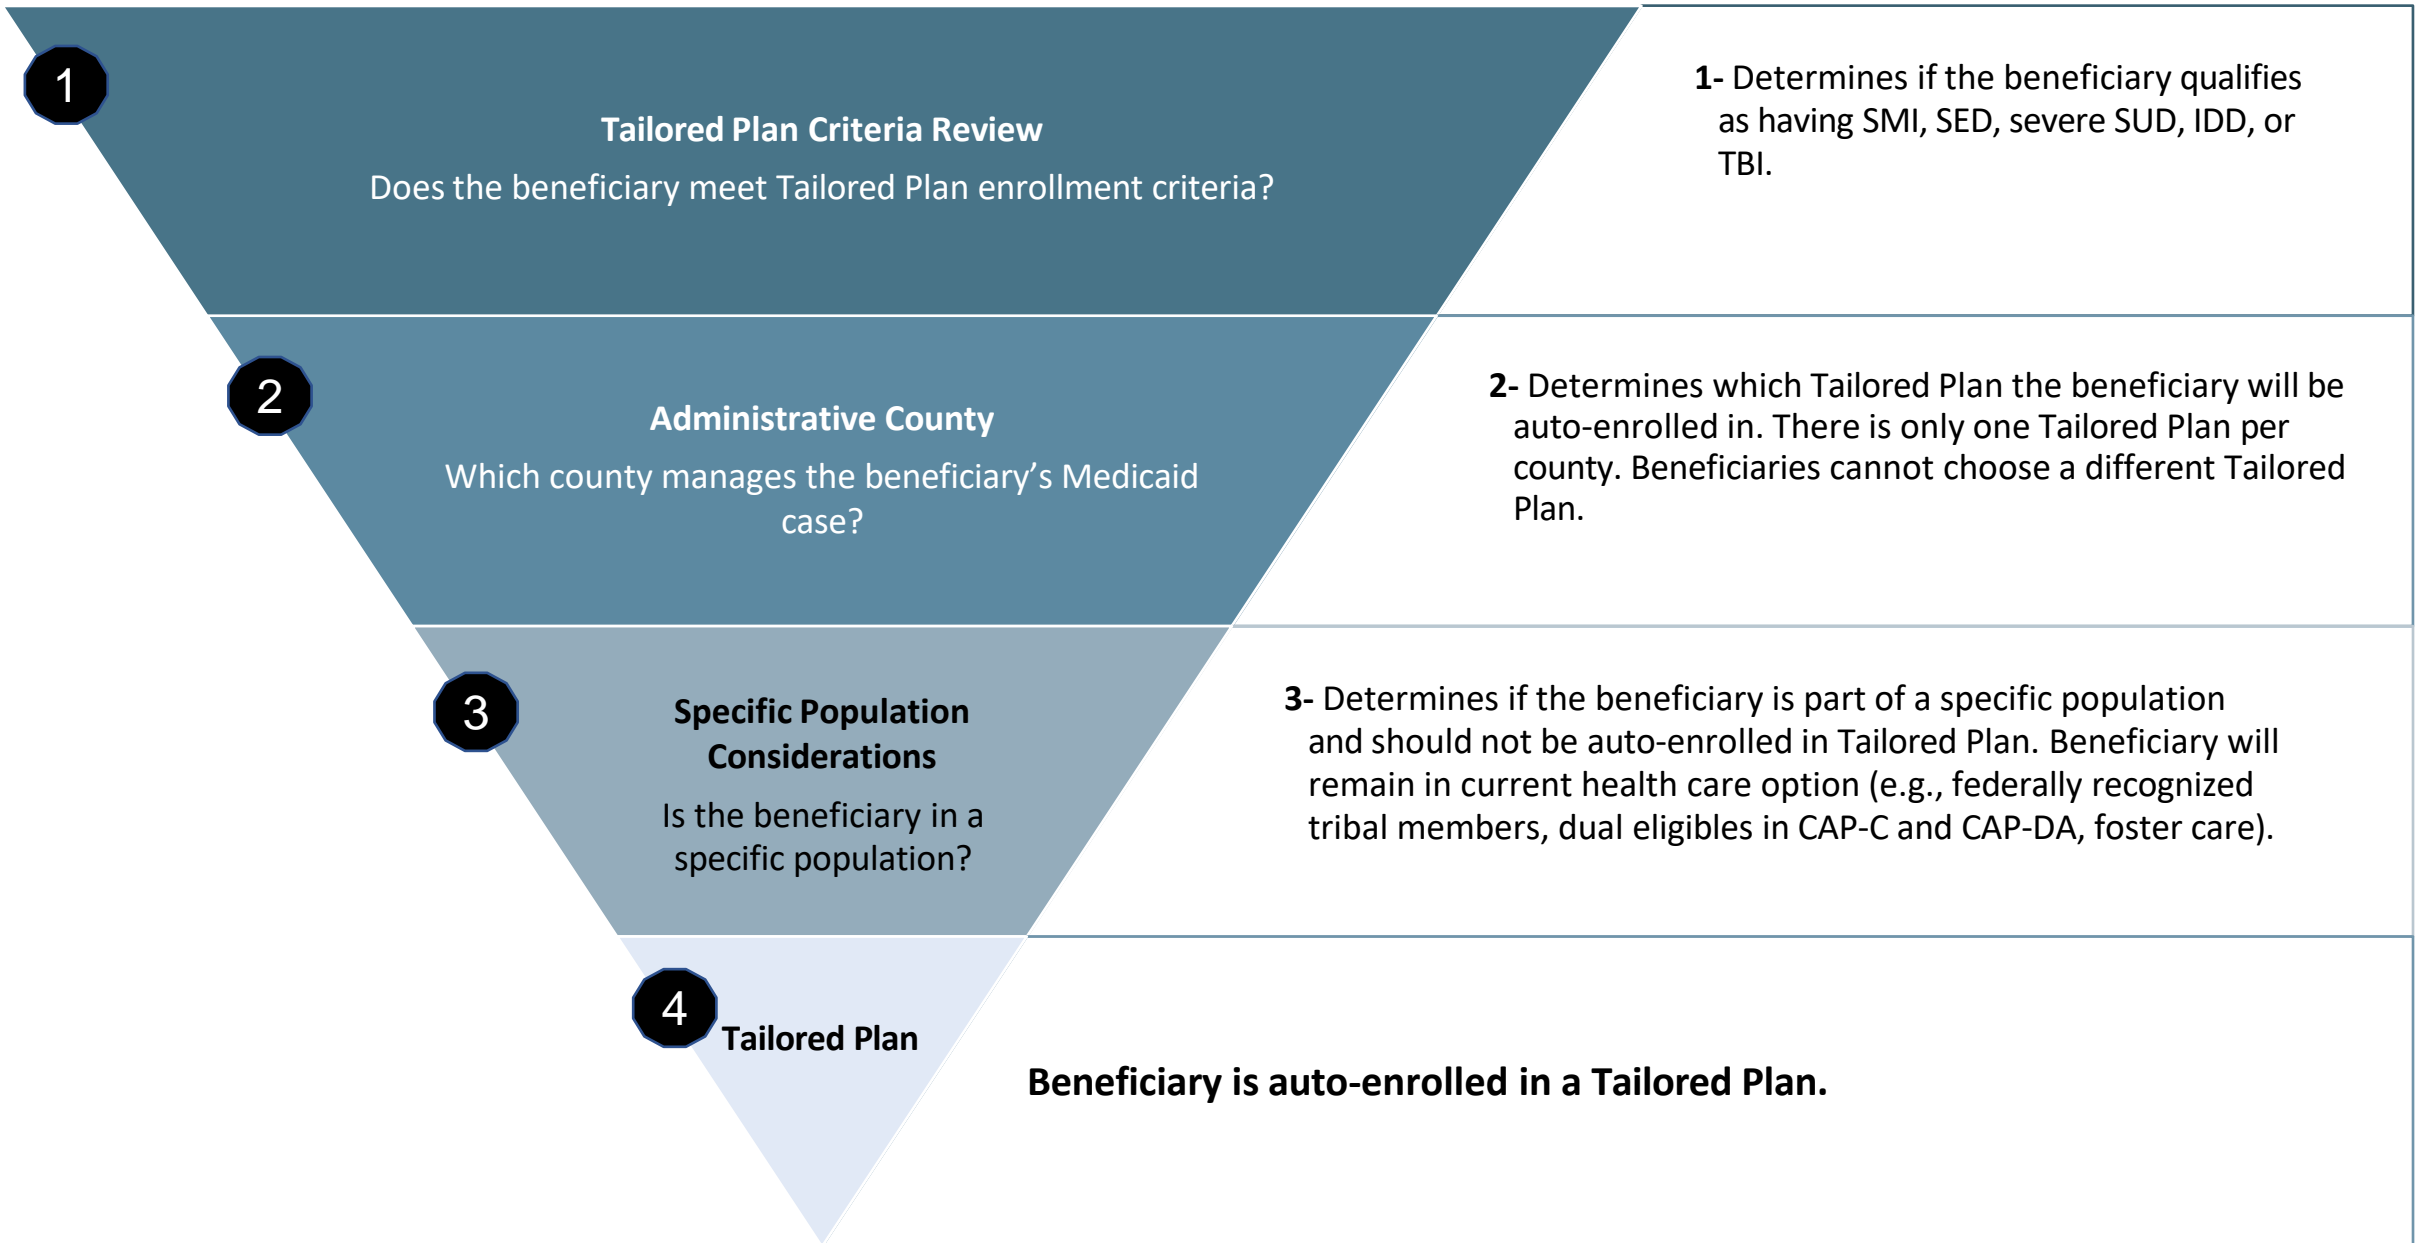 1
Tailored Plan Criteria Review
Does the beneficiary meet Tailored Plan enrollment criteria?
1- Determines if the beneficiary qualifies
as having SMI, SED, severe SUD, IDD, or
TBI.
2
Administrative County
Which county manages the beneficiary’s Medicaid
case?
2- Determines which Tailored Plan the beneficiary will be
auto-enrolled in. There is only one Tailored Plan per
county. Beneficiaries cannot choose a different Tailored
Plan.
3
Specific Population
Considerations
Is the beneficiary in a
specific population?
3- Determines if the beneficiary is part of a specific population
and should not be auto-enrolled in Tailored Plan. Beneficiary will
remain in current health care option (e.g., federally recognized
tribal members, dual eligibles in CAP-C and CAP-DA, foster care).
4
Tailored Plan
Beneficiary is auto-enrolled in a Tailored Plan.